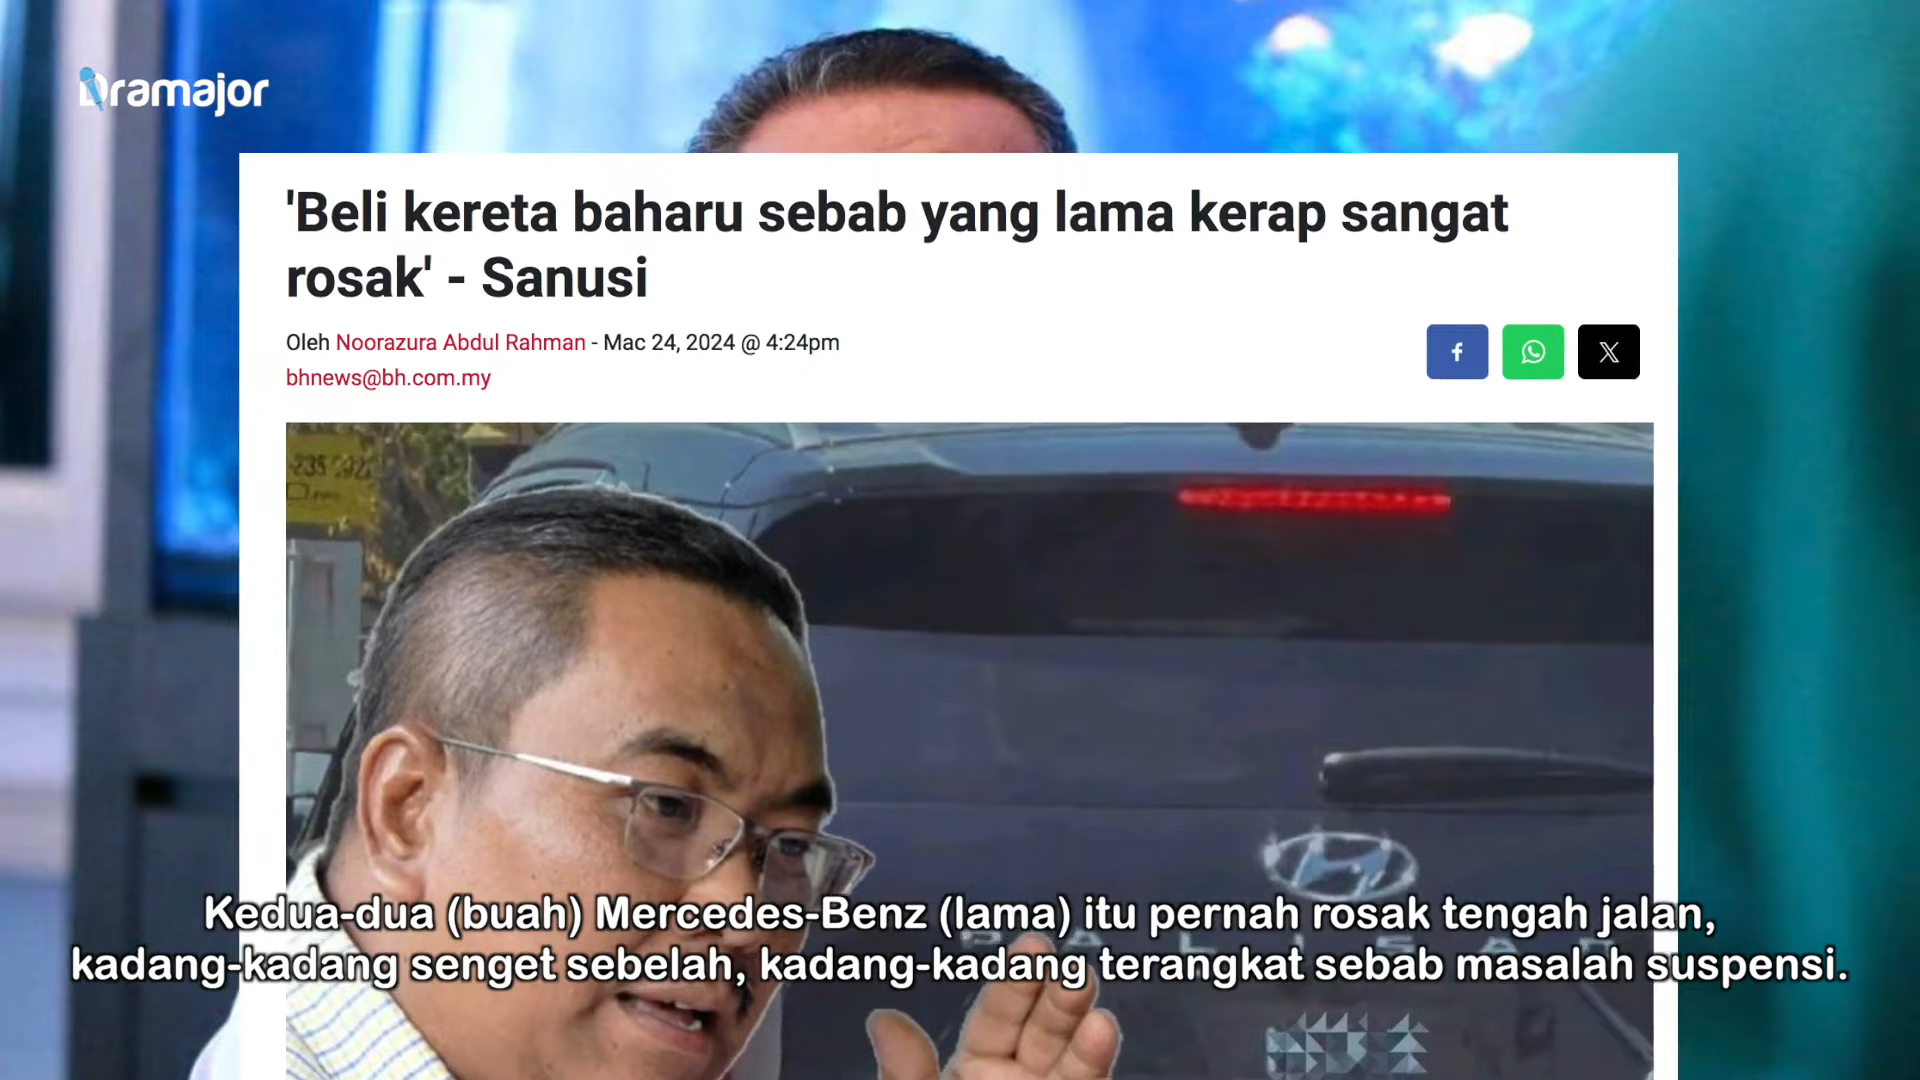 Dramajor
'Beli kereta baharu sebab yang lama kerap sangat
rosak' - Sanusi
Oleh Noorazura Abdul Rahman - Mac 24, 2024 @ 4:24pm
bhnews@bh.com.my
Kedua-dua (buah) Mercedes-Benz (lama) itu pernah rosak tengah jalan,
kadang-kadang senget sebelah, kadang-kadang terangkat sebab masalah suspensi.